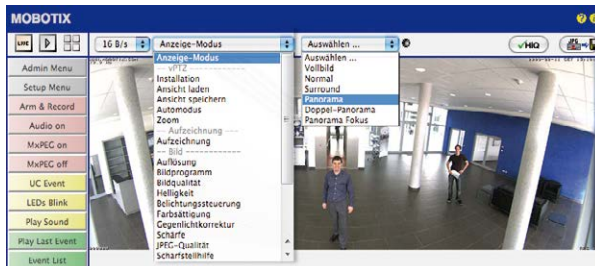 MOBOTIX
LIVE
16 B/s
Anzeige-Modus
Auswählen ...
HIQ
JPG
Admin Menu
Setup Menu
Arm & Record
Audio on
MxPEG on
MxPEG off
UC Event
LEDs Blink
Play Sound
Play Last Event
Event List
Anzeige-Modus
--- vPTZ ---
Installation
Ansicht laden
Ansicht speichern
Automodus
Zoom
--- Aufzeichnung ---
Aufzeichnung
--- Bild ---
Auflösung
Bildprogramm
Bildqualität
Helligkeit
Belichtungssteuerung
Farbsättigung
Gegenlichtkorrektur
Schärfe
JPEG-Qualität
Scharfstellhilfe
Auswählen ...
Vollbild
Normal
Surround
Panorama
Doppel-Panorama
Panorama Fokus